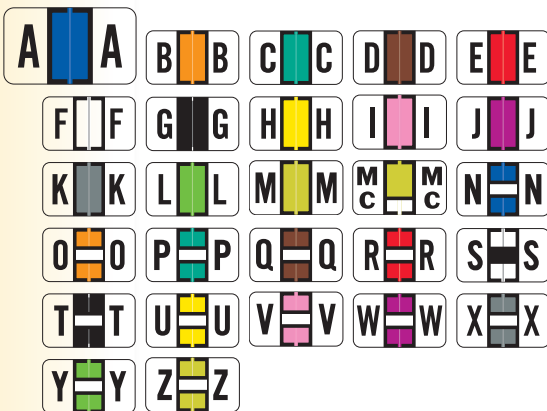 A A B B C C D D E E
F F G G H H I I J J
K K L L M M MC MC N N
O O P P Q Q R R S S
T T U U V V W W X X
Y Y Z Z